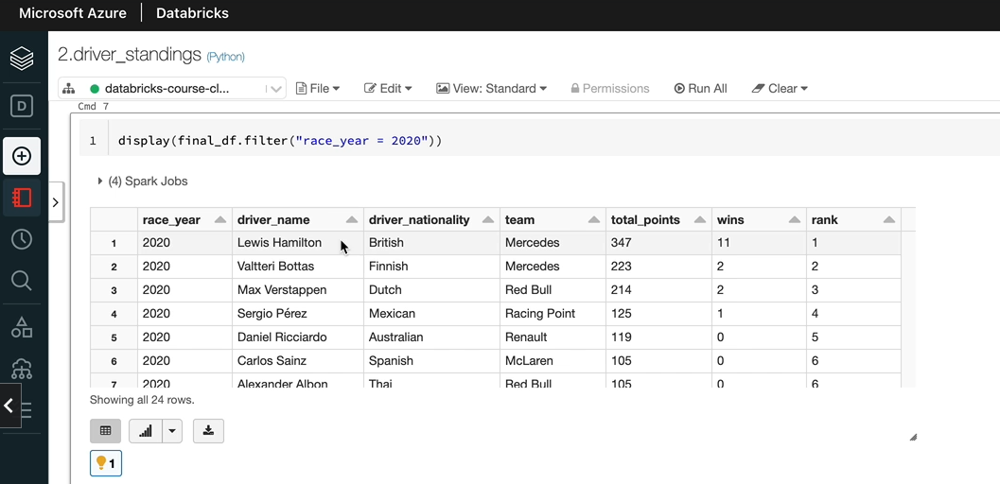 Microsoft Azure | Databricks
2.driver_standings (Python)
databricks-course-cl... File Edit View: Standard Permissions Run All Clear
Cmd 7
1 display(final_df.filter("race_year = 2020"))
(4) Spark Jobs
race_year driver_name driver_nationality team total_points wins rank
1 2020 Lewis Hamilton British Mercedes 347 11 1
2 2020 Valtteri Bottas Finnish Mercedes 223 2 2
3 2020 Max Verstappen Dutch Red Bull 214 2 3
4 2020 Sergio Pérez Mexican Racing Point 125 1 4
5 2020 Daniel Ricciardo Australian Renault 119 0 5
6 2020 Carlos Sainz Spanish McLaren 105 0 6
7 2020 Alexander Albon Thai Red Bull 105 0 6
Showing all 24 rows.
1
D